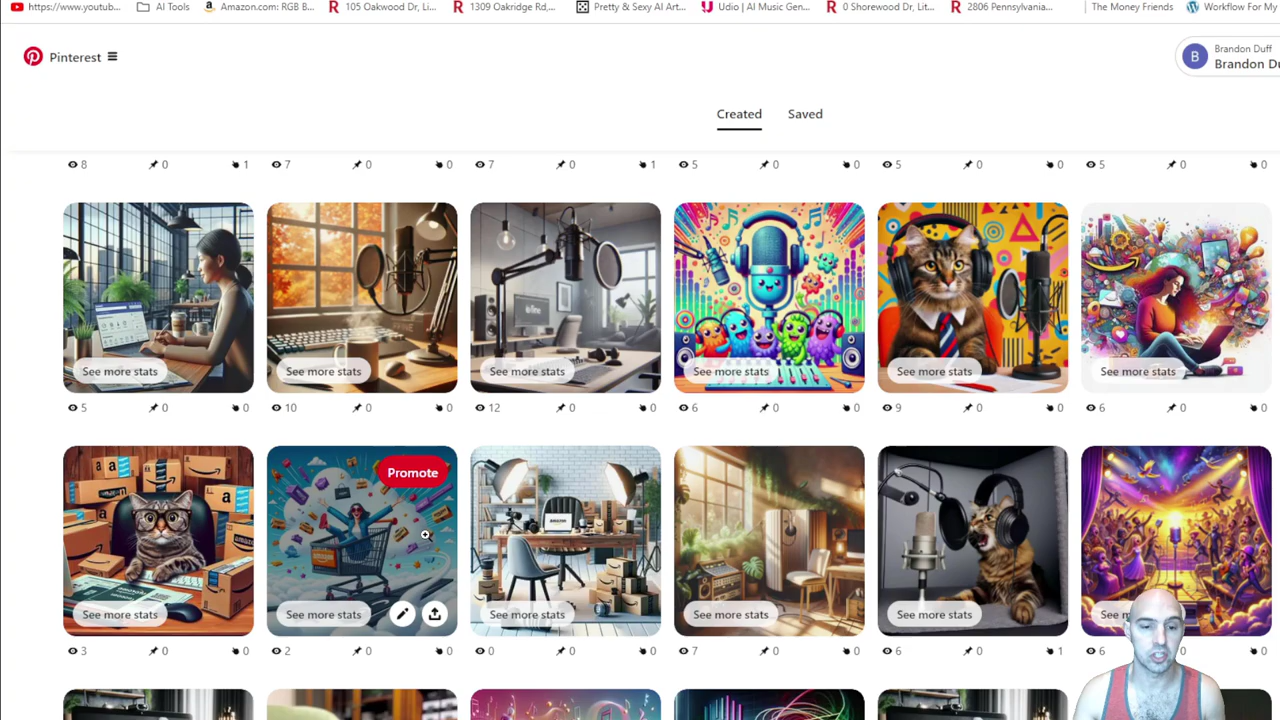 https://www.youtub...
AI Tools
Amazon.com: RGB B...
105 Oakwood Dr, Li...
1309 Oakridge Rd,...
Pretty & Sexy AI Art...
Udio | AI Music Gen...
0 Shorewood Dr, Lit...
2806 Pennsylvania...
The Money Friends
Workflow For My
Pinterest
B
Brandon Duff
Brandon Du
Created
Saved
8 0 1
7 0 0
7 0 1
5 0 0
5 0 0
5 0 0
See more stats
See more stats
See more stats
See more stats
See more stats
See more stats
5 0 0
10 0 0
12 0 0
6 0 0
9 0 0
6 0 0
Promote
See more stats
See more stats
See more stats
See more stats
See more stats
See m
3 0 0
2 0 0
0 0 0
7 0 0
6 0 1
6 0